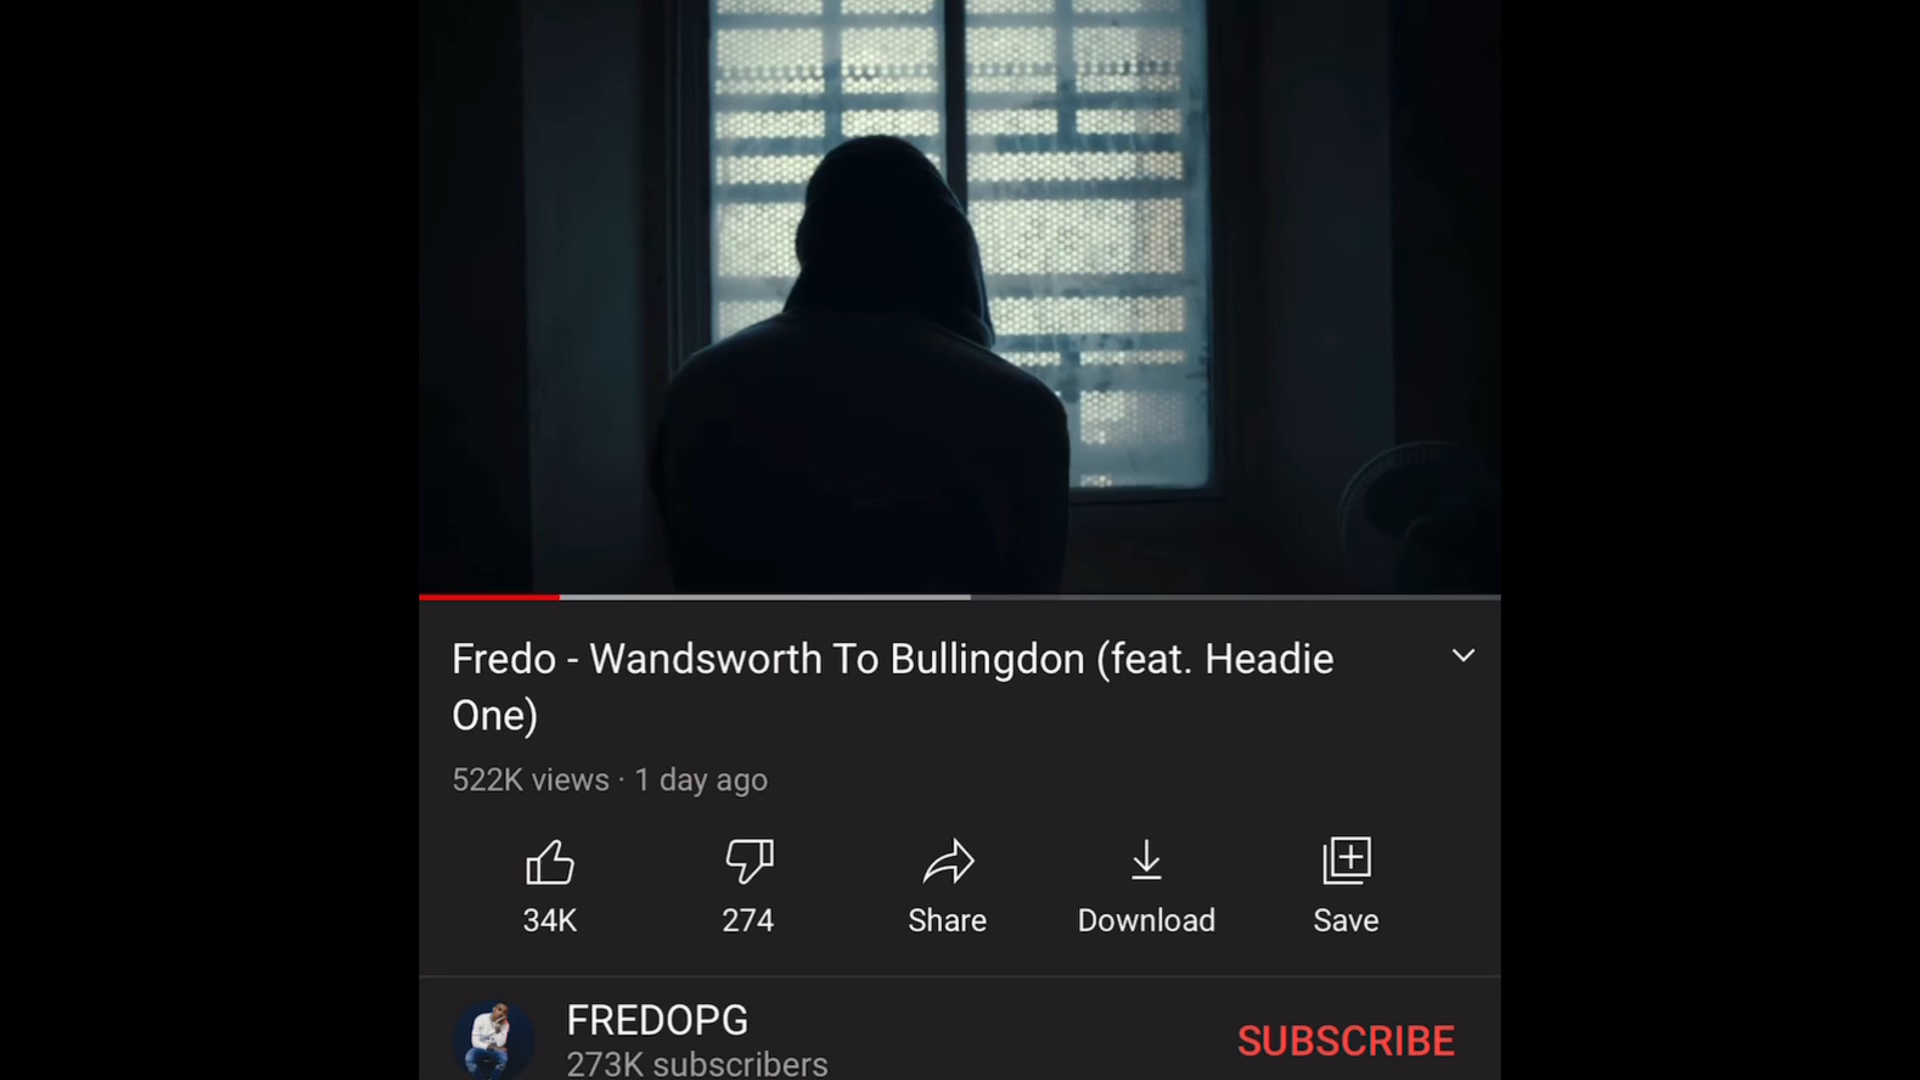 Fredo - Wandsworth To Bullingdon (feat. Headie
One)
522K views · 1 day ago
34K
274
Share
Download
Save
FREDOPG
273K subscribers
SUBSCRIBE